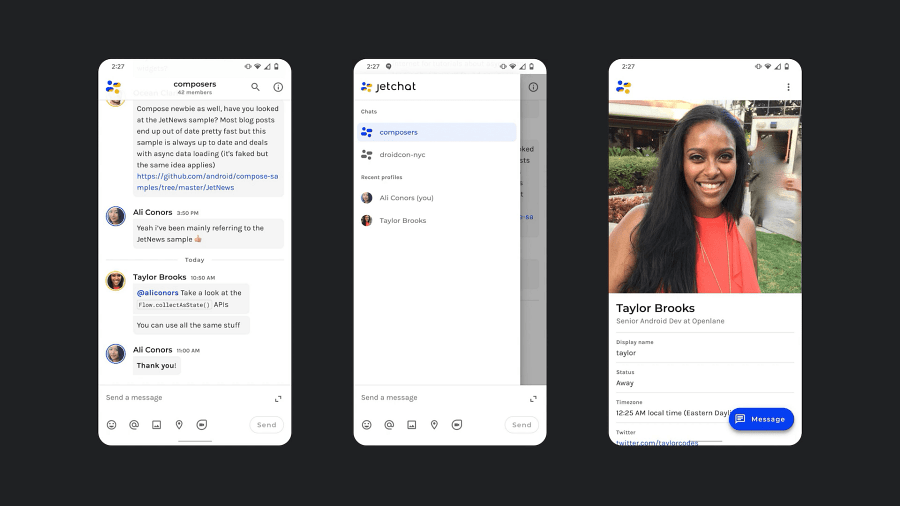 2:27
composers
42 members
Compose newbie as well, have you looked
at the JetNews sample? Most blog posts
end up out of date pretty fast but this
sample is always up to date and deals
with async data loading (it's faked but
the same idea applies)
https://github.com/android/compose-sa
mples/tree/master/JetNews
Ali Conors 3:50 PM
Yeah i've been mainly referring to the
JetNews sample 👍
Today
Taylor Brooks 10:50 AM
@aliconors Take a look at the
Flow.collectAsState() APIs
You can use all the same stuff
Ali Conors 11:00 AM
Thank you!
Send a message
Send
2:27
jetchat
Chats
composers
droidcon-nyc
Recent profiles
Ali Conors (you)
Taylor Brooks
Send a message
Send
2:27
Taylor Brooks
Senior Android Dev at Openlane
Display name
taylor
Status
Away
Timezone
12:25 AM local time (Eastern Dayli
Message
Twitter
twitter.com/taylorcodes